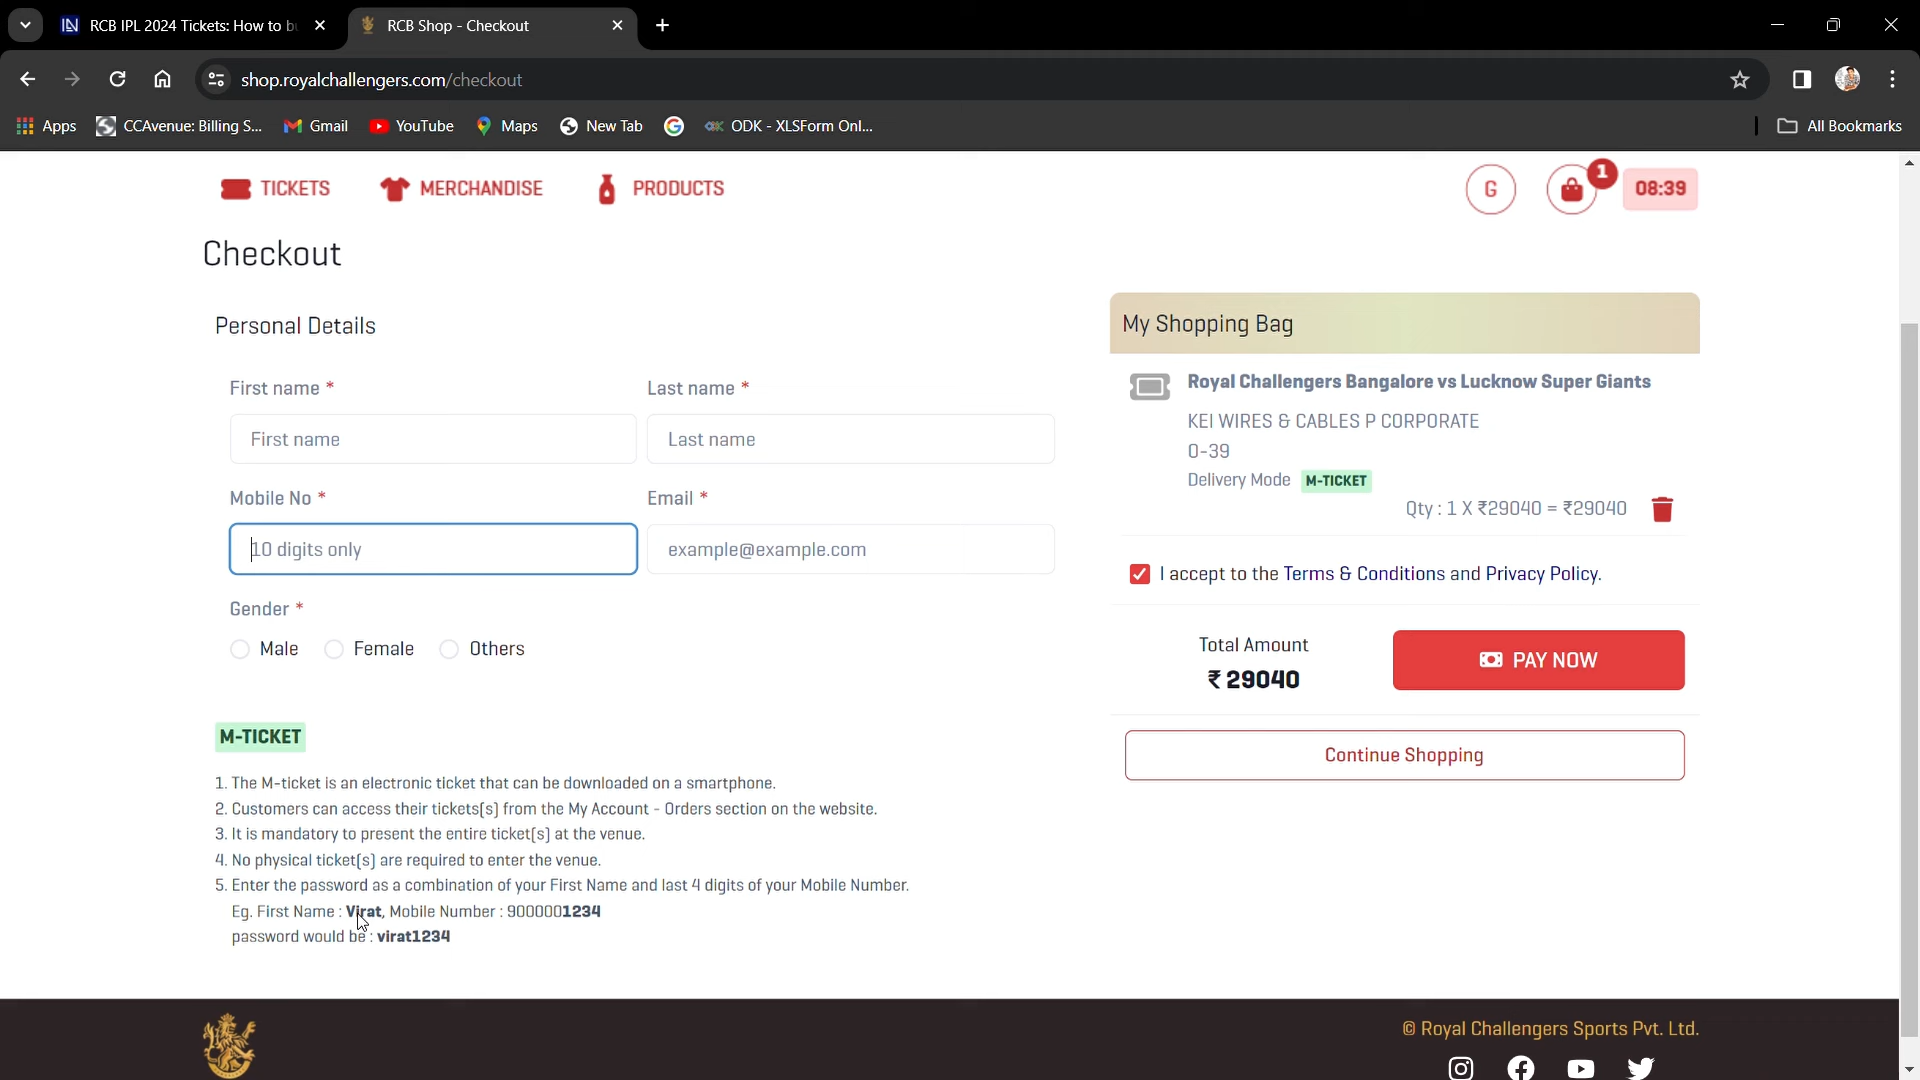 RCB IPL 2024 Tickets: How to b
RCB Shop - Checkout
shop.royalchallengers.com/checkout
Apps
CCAvenue: Billing S...
Gmail
YouTube
Maps
New Tab
ODK - XLSForm Onl...
All Bookmarks
TICKETS
MERCHANDISE
PRODUCTS
G
1
08:39
Checkout
Personal Details
First name *
Last name *
First name
Last name
Mobile No *
Email *
10 digits only
example@example.com
Gender *
Male
Female
Others
M-TICKET
1. The M-ticket is an electronic ticket that can be downloaded on a smartphone.
2. Customers can access their tickets[s] from the My Account - Orders section on the website.
3. It is mandatory to present the entire ticket[s] at the venue.
4. No physical ticket[s] are required to enter the venue.
5. Enter the password as a combination of your First Name and last 4 digits of your Mobile Number.
Eg. First Name : Virat, Mobile Number : 9000001234
password would be : virat1234
My Shopping Bag
Royal Challengers Bangalore vs Lucknow Super Giants
KEI WIRES & CABLES P CORPORATE
O-39
Delivery Mode M-TICKET
Qty : 1 X ₹29040 = ₹29040
I accept to the Terms & Conditions and Privacy Policy.
Total Amount
₹ 29040
PAY NOW
Continue Shopping
© Royal Challengers Sports Pvt. Ltd.